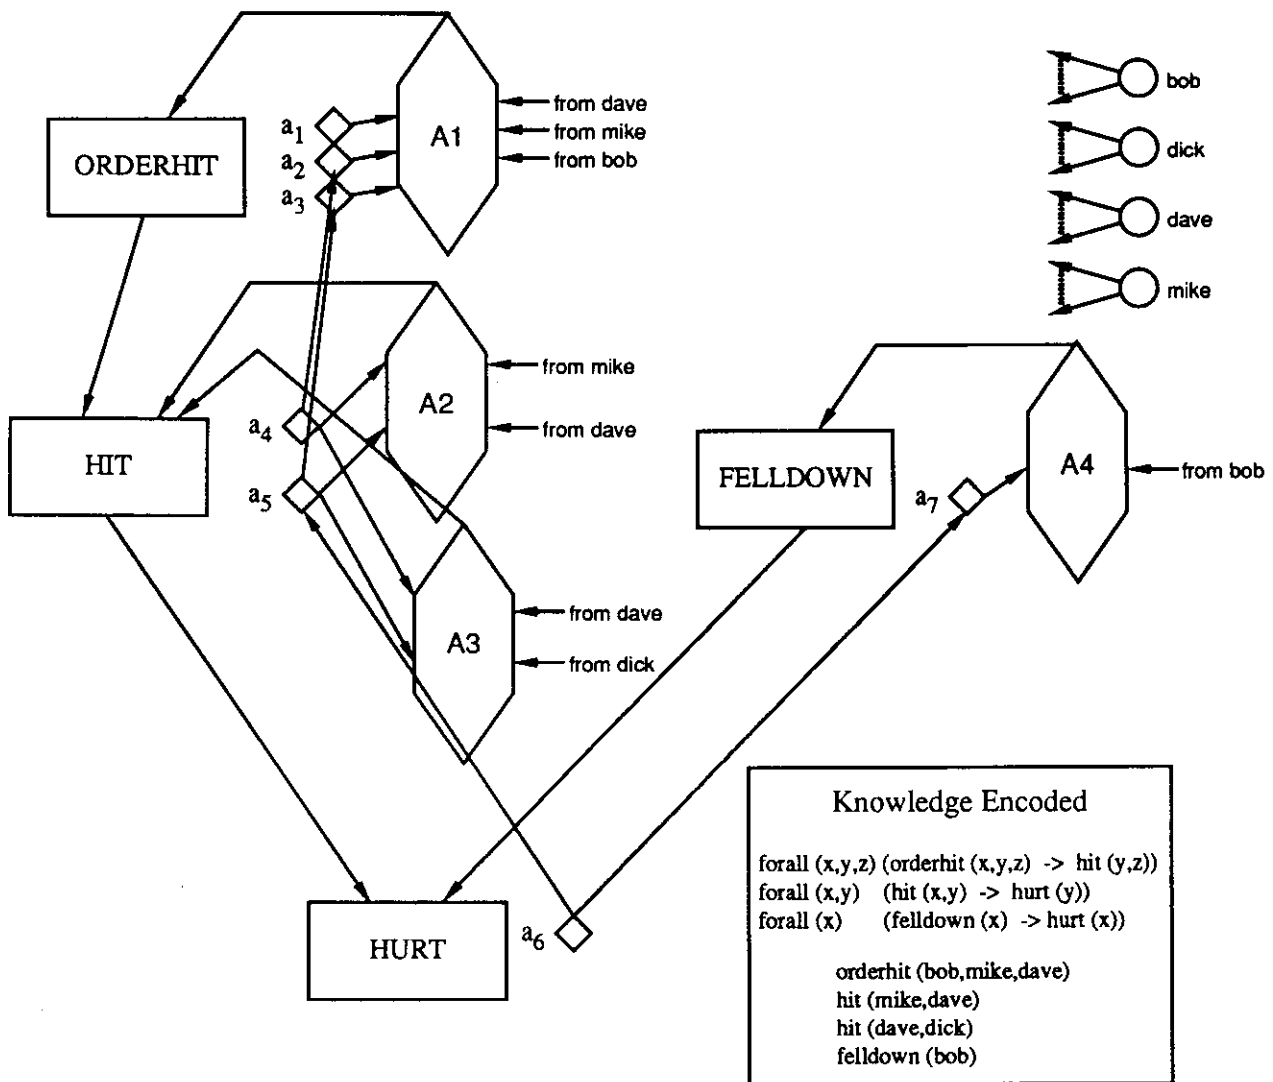 from dave
from mike
from bob
A1
a1
a2
a3
ORDERHIT
bob
dick
dave
mike
from mike
from dave
A2
a4
a5
HIT
FELLDOWN
a7
A4
from bob
from dave
from dick
A3
HURT
a6
Knowledge Encoded
forall (x,y,z) (orderhit (x,y,z) -> hit (y,z))
forall (x,y) (hit (x,y) -> hurt (y))
forall (x) (felldown (x) -> hurt (x))
orderhit (bob,mike,dave)
hit (mike,dave)
hit (dave,dick)
felldown (bob)